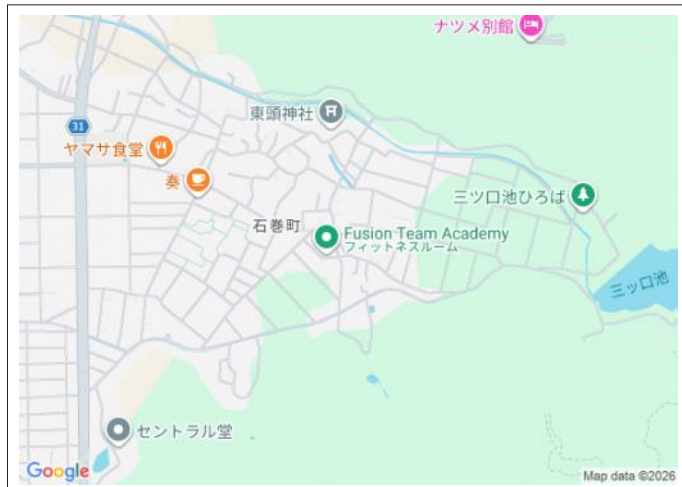 ナツメ別館
東頭神社
31
ヤマサ食堂
奏
三ツ口池ひろば
石巻町
Fusion Team Academy
フィットネスルーム
三ッ口池
セントラル堂
Google
Map data ©2026